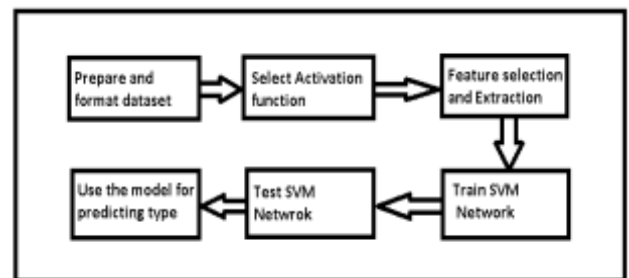 Prepare and
format dataset
Select Activation
function
Feature selection
and Extraction
Train SVM
Network
Test SVM
Netwrok
Use the model for
predicting type